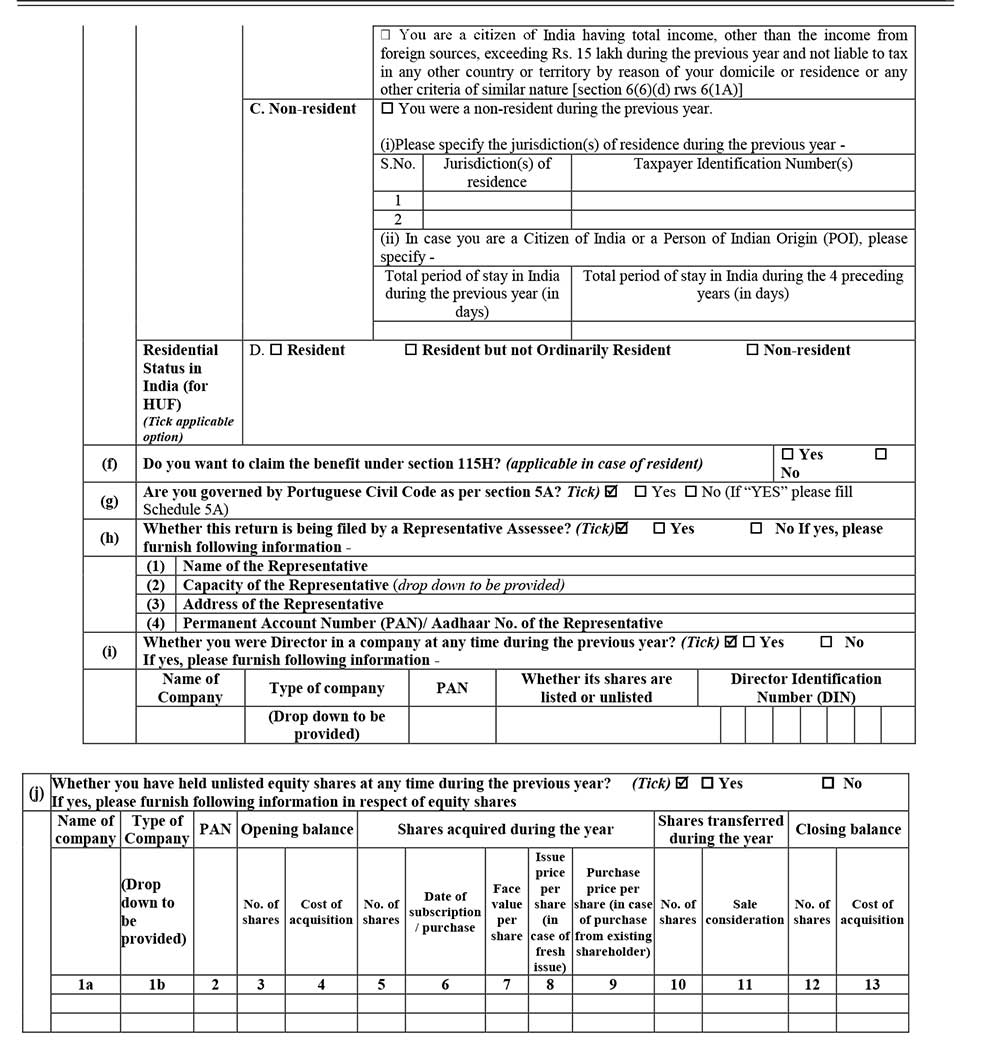 ☐ You are a citizen of India having total income, other than the income from
foreign sources, exceeding Rs. 15 lakh during the previous year and not liable to tax
in any other country or territory by reason of your domicile or residence or any
other criteria of similar nature [section 6(6)(d) rws 6(1A)]
C. Non-resident ☐ You were a non-resident during the previous year.
(i)Please specify the jurisdiction(s) of residence during the previous year -
S.No. Jurisdiction(s) of residence Taxpayer Identification Number(s)
1
2
(ii) In case you are a Citizen of India or a Person of Indian Origin (POI), please
specify -
Total period of stay in India Total period of stay in India during the 4 preceding
during the previous year (in years (in days)
days)
Residential D. ☐ Resident ☐ Resident but not Ordinarily Resident ☐ Non-resident
Status in
India (for
HUF)
(Tick applicable
option)
(f) Do you want to claim the benefit under section 115H? (applicable in case of resident) ☐ Yes ☐
No
(g) Are you governed by Portuguese Civil Code as per section 5A? Tick) ☑ ☐ Yes ☐ No (If “YES” please fill
Schedule 5A)
(h) Whether this return is being filed by a Representative Assessee? (Tick)☑ ☐ Yes ☐ No If yes, please
furnish following information -
(1) Name of the Representative
(2) Capacity of the Representative (drop down to be provided)
(3) Address of the Representative
(4) Permanent Account Number (PAN)/ Aadhaar No. of the Representative
(i) Whether you were Director in a company at any time during the previous year? (Tick) ☑ ☐ Yes ☐ No
If yes, please furnish following information -
Name of Company Type of company PAN Whether its shares are listed or unlisted Director Identification Number (DIN)
(Drop down to be
provided)
(j) Whether you have held unlisted equity shares at any time during the previous year? (Tick) ☑ ☐ Yes ☐ No
If yes, please furnish following information in respect of equity shares
Name of company Type of Company PAN Opening balance Shares acquired during the year Shares transferred during the year Closing balance
(Drop down to be provided) No. of shares Cost of acquisition No. of shares Date of subscription / purchase Face value per share Issue price per share (in case of fresh issue) Purchase price per share (in case of purchase from existing shareholder) No. of shares Sale consideration No. of shares Cost of acquisition
1a 1b 2 3 4 5 6 7 8 9 10 11 12 13